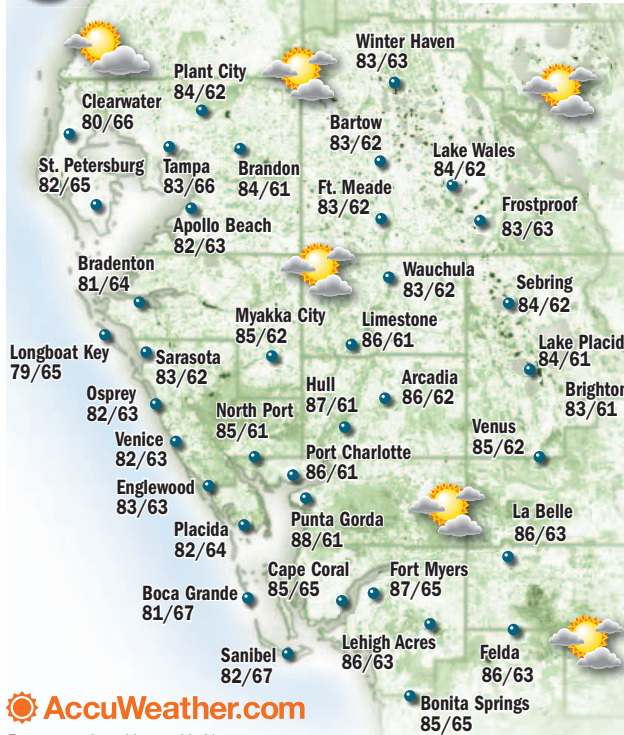 Winter Haven
83/63
Plant City
84/62
Clearwater
80/66
Bartow
83/62
Lake Wales
84/62
St. Petersburg
82/65
Tampa
83/66
Brandon
84/61
Ft. Meade
83/62
Frostproof
83/63
Apollo Beach
82/63
Bradenton
81/64
Wauchula
83/62
Sebring
84/62
Myakka City
85/62
Limestone
86/61
Longboat Key
79/65
Sarasota
83/62
Lake Placid
84/61
Hull
87/61
Arcadia
86/62
Brighton
83/61
Osprey
82/63
North Port
85/61
Venus
85/62
Venice
82/63
Port Charlotte
86/61
Englewood
83/63
Punta Gorda
88/61
La Belle
86/63
Placida
82/64
Cape Coral
85/65
Fort Myers
87/65
Boca Grande
81/67
Lehigh Acres
86/63
Felda
86/63
Sanibel
82/67
Bonita Springs
85/65
AccuWeather.com